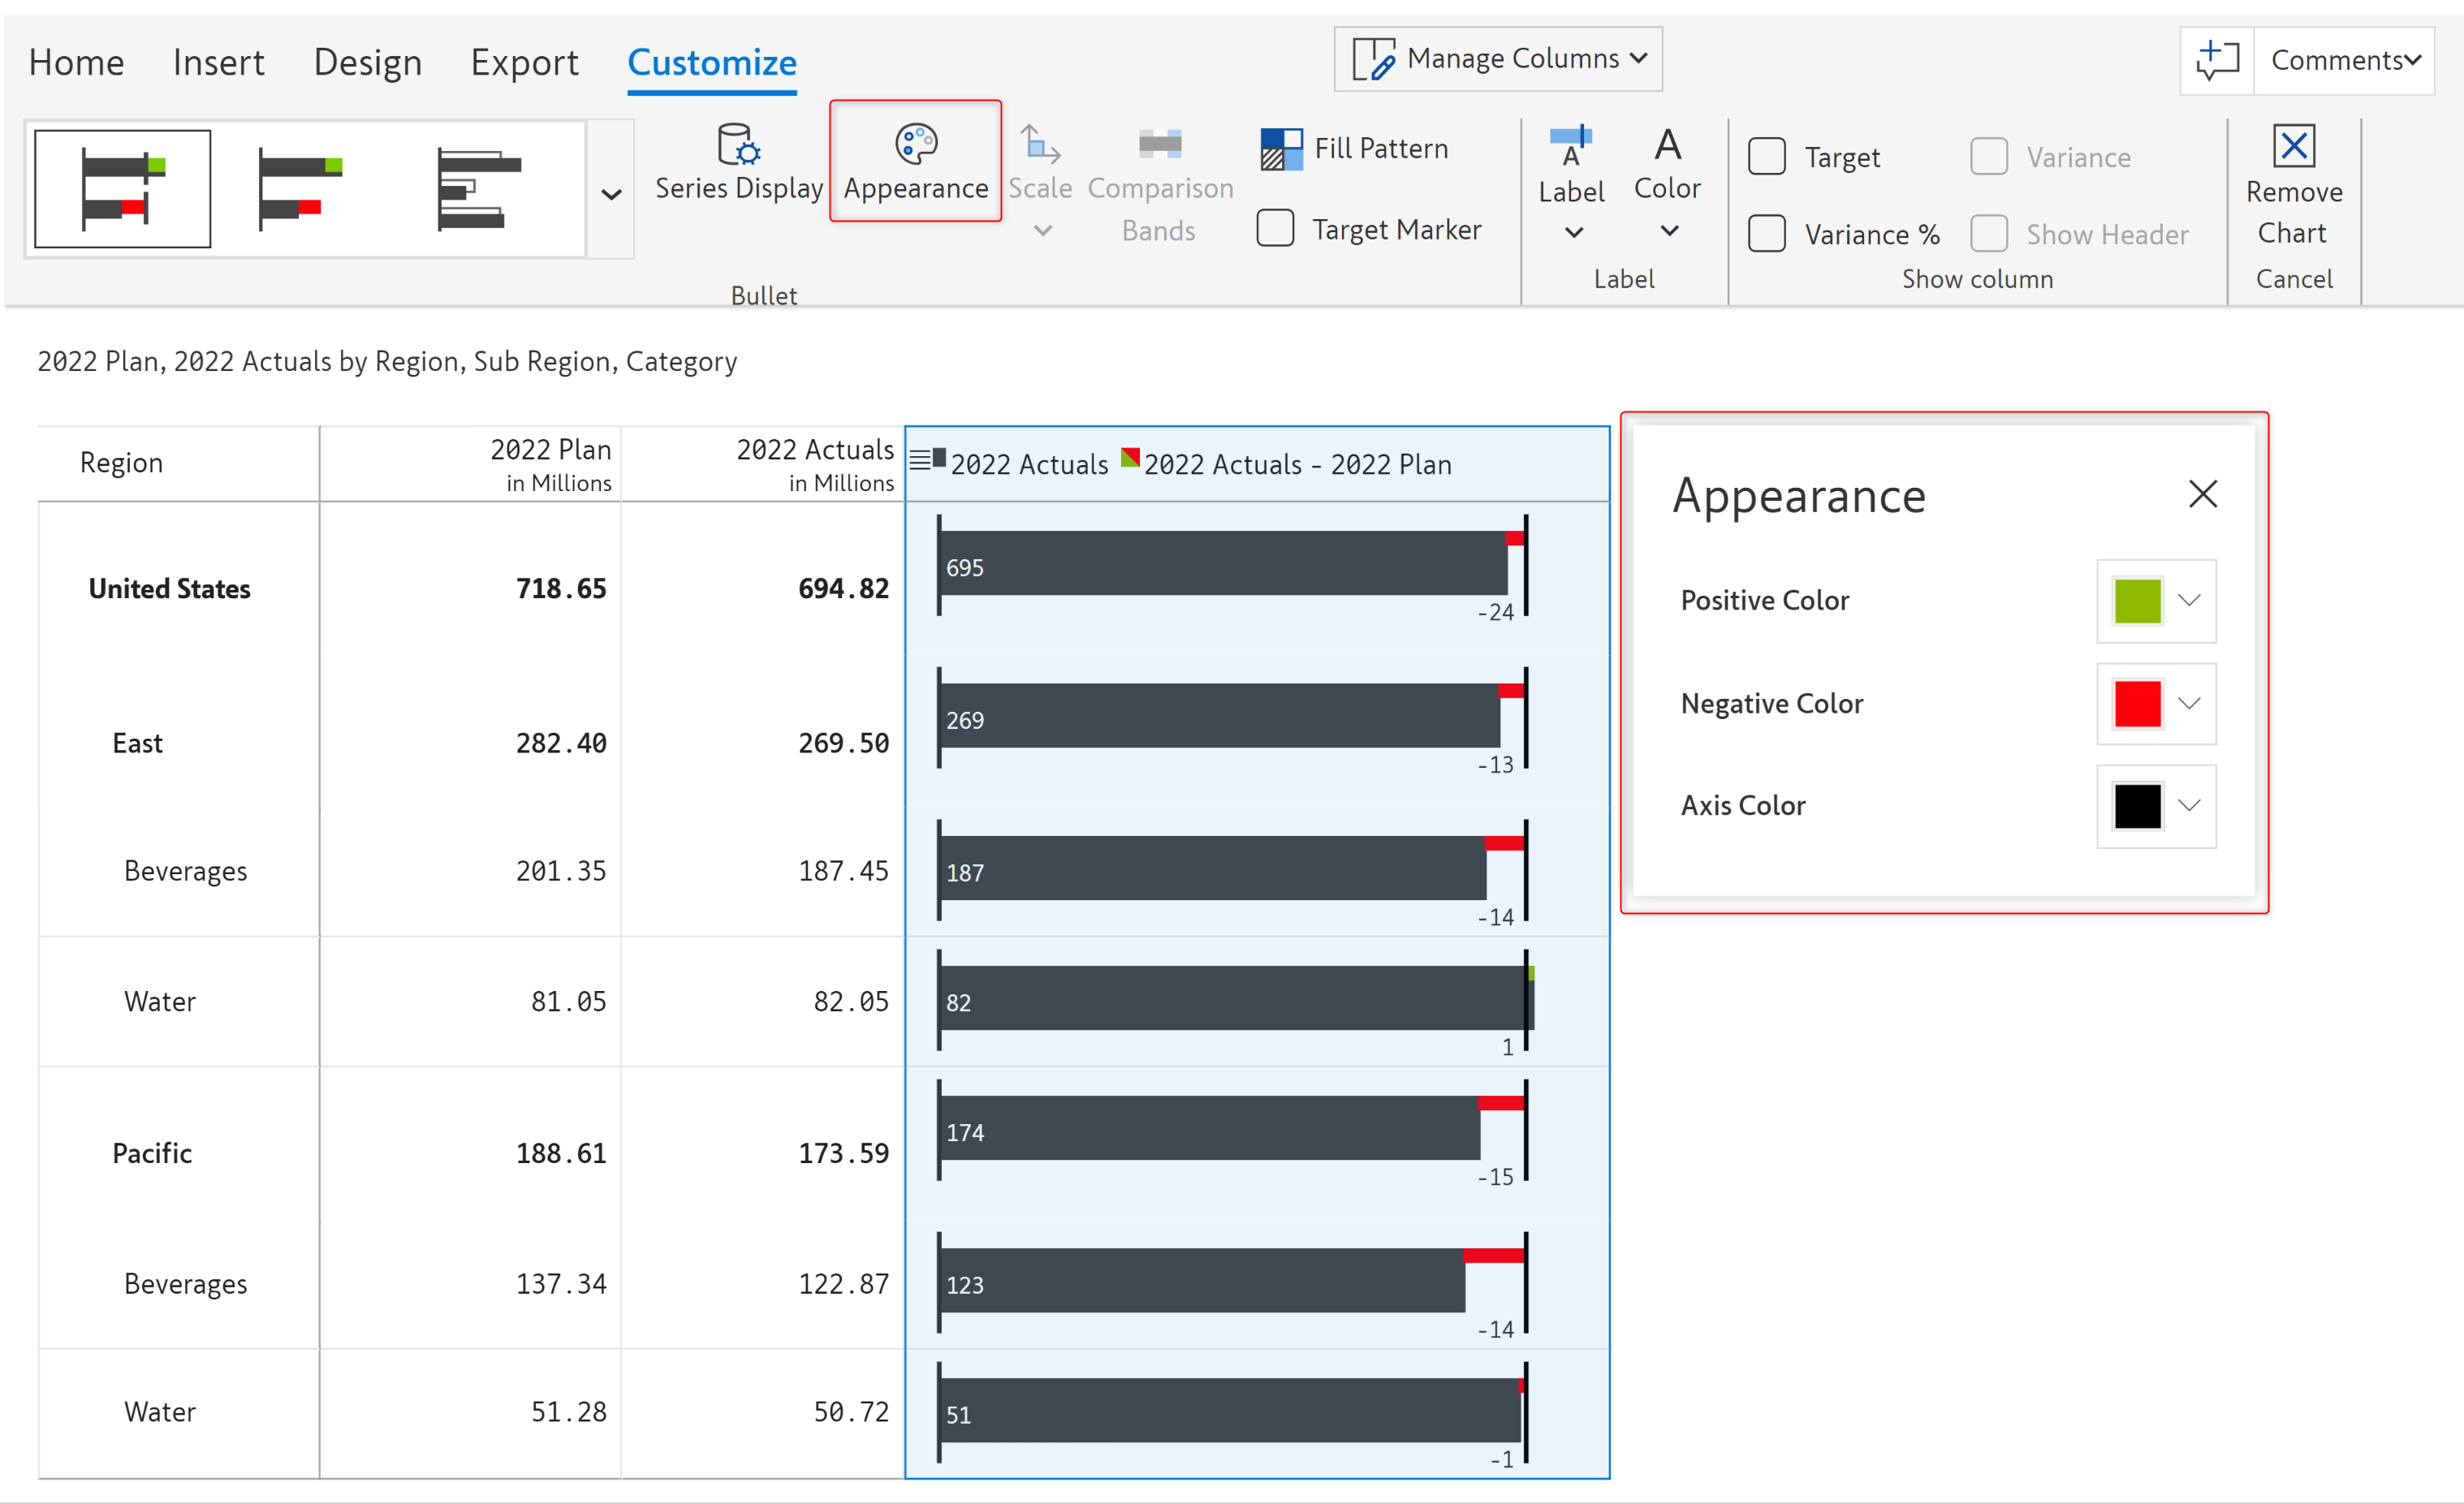 Home Insert Design Export Customize Manage Columns Comments
Series Display Appearance Scale Comparison Bands Fill Pattern Target Marker
Bullet
Label Color
Label
Target Variance
Variance % Show Header
Show column
Remove Chart
Cancel
2022 Plan, 2022 Actuals by Region, Sub Region, Category
Region 2022 Plan in Millions 2022 Actuals in Millions 2022 Actuals 2022 Actuals - 2022 Plan
United States 718.65 694.82 695 -24
East 282.40 269.50 269 -13
Beverages 201.35 187.45 187 -14
Water 81.05 82.05 82 1
Pacific 188.61 173.59 174 -15
Beverages 137.34 122.87 123 -14
Water 51.28 50.72 51 -1
Appearance
Positive Color
Negative Color
Axis Color